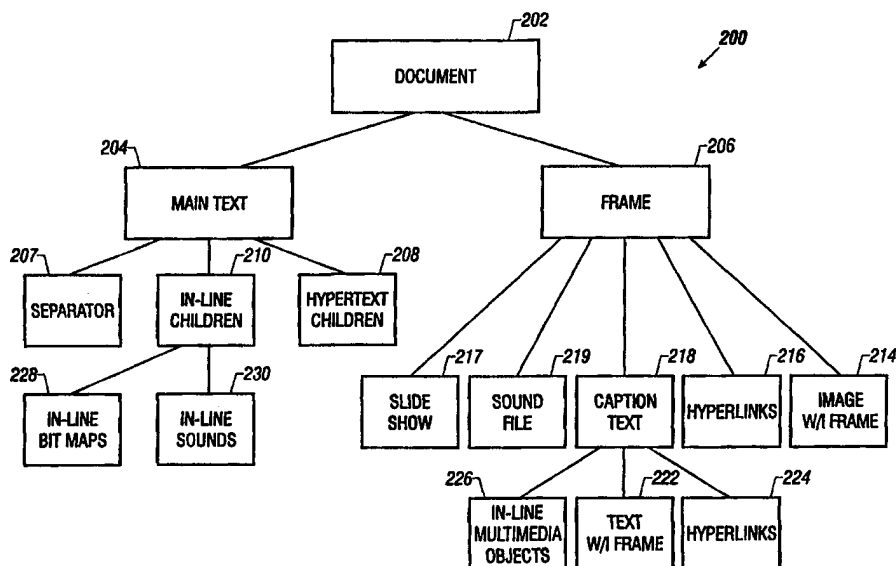 202
200
DOCUMENT
204
206
MAIN TEXT
FRAME
207
210
208
SEPARATOR
IN-LINE
CHILDREN
HYPERTEXT
CHILDREN
228
230
217
219
218
216
214
IN-LINE
BIT MAPS
IN-LINE
SOUNDS
SLIDE
SHOW
SOUND
FILE
CAPTION
TEXT
HYPERLINKS
IMAGE
W/I FRAME
226
222
224
IN-LINE
MULTIMEDIA
OBJECTS
TEXT
W/I FRAME
HYPERLINKS